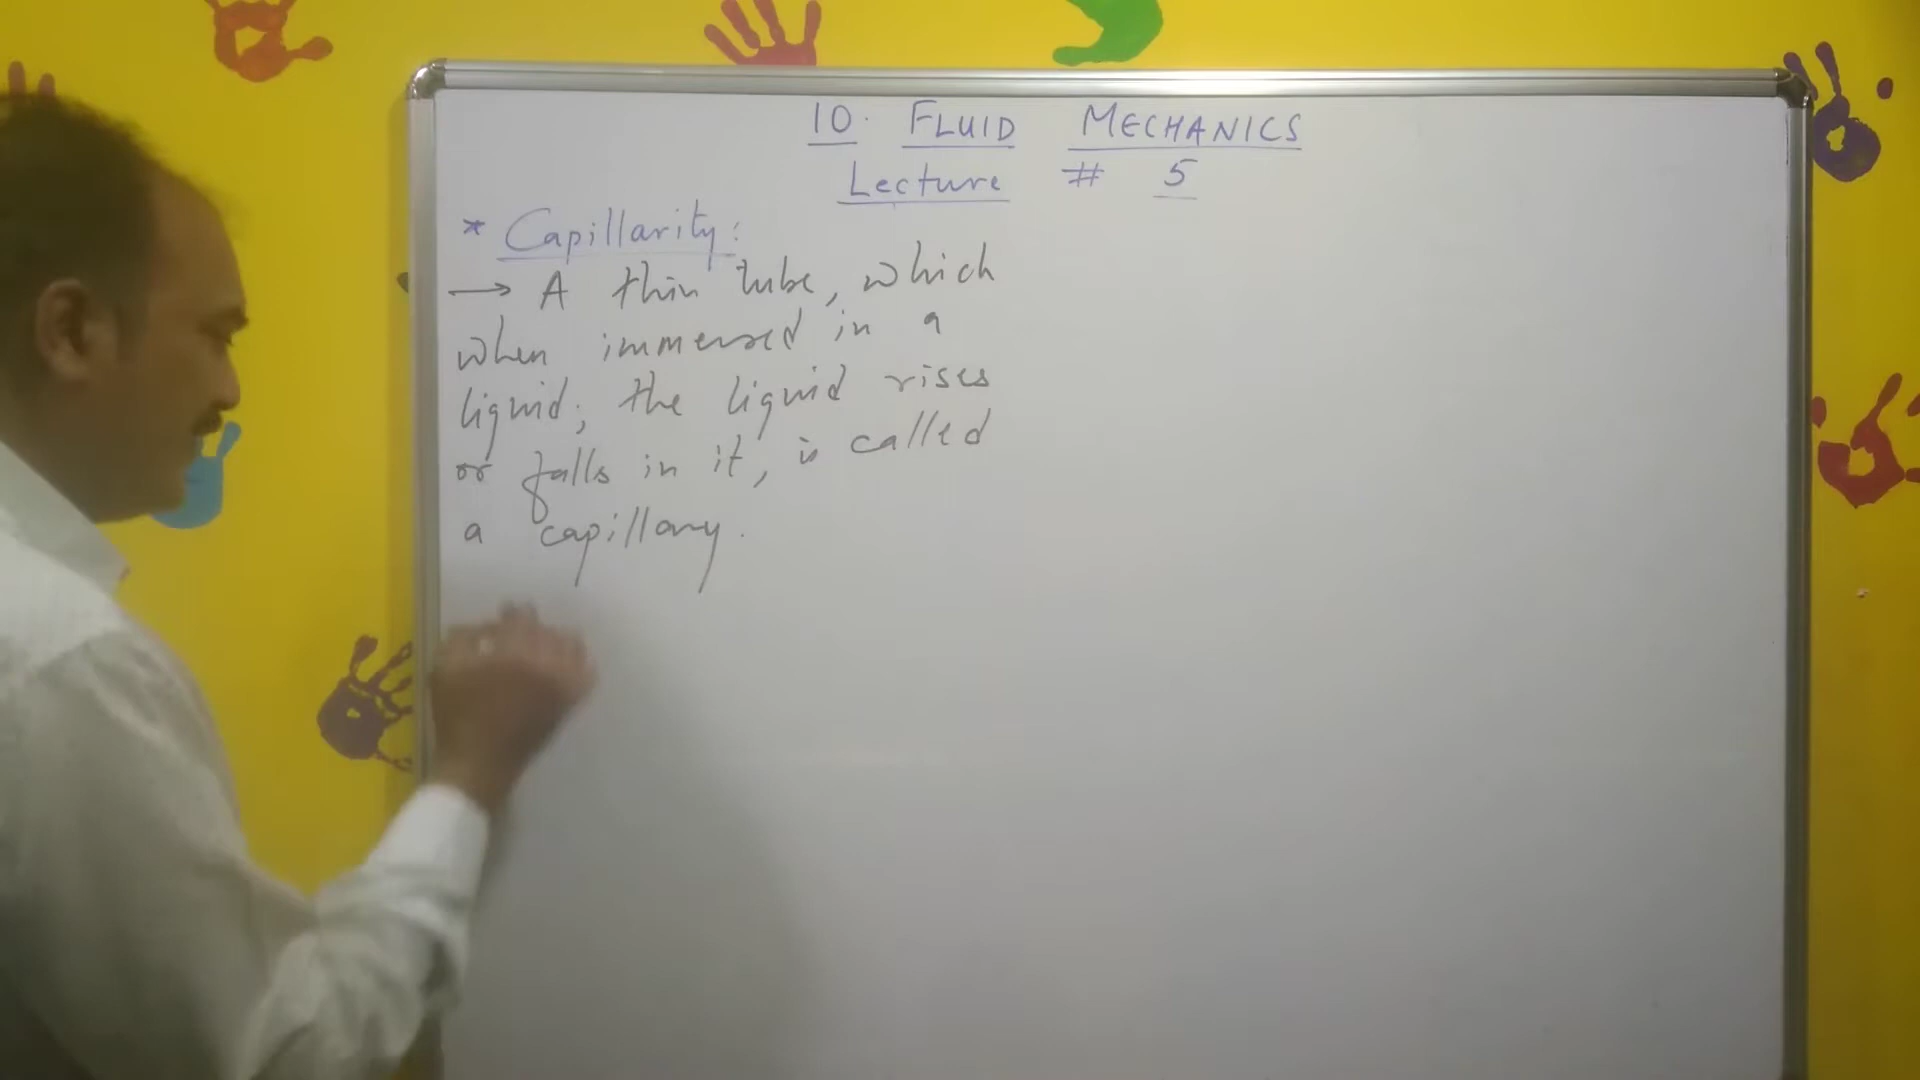 10. FLUID MECHANICS
Lecture # 5
* Capillarity:
→ A thin tube, which
when immersed in a
liquid; the liquid rises
or falls in it, is called
a capillary.